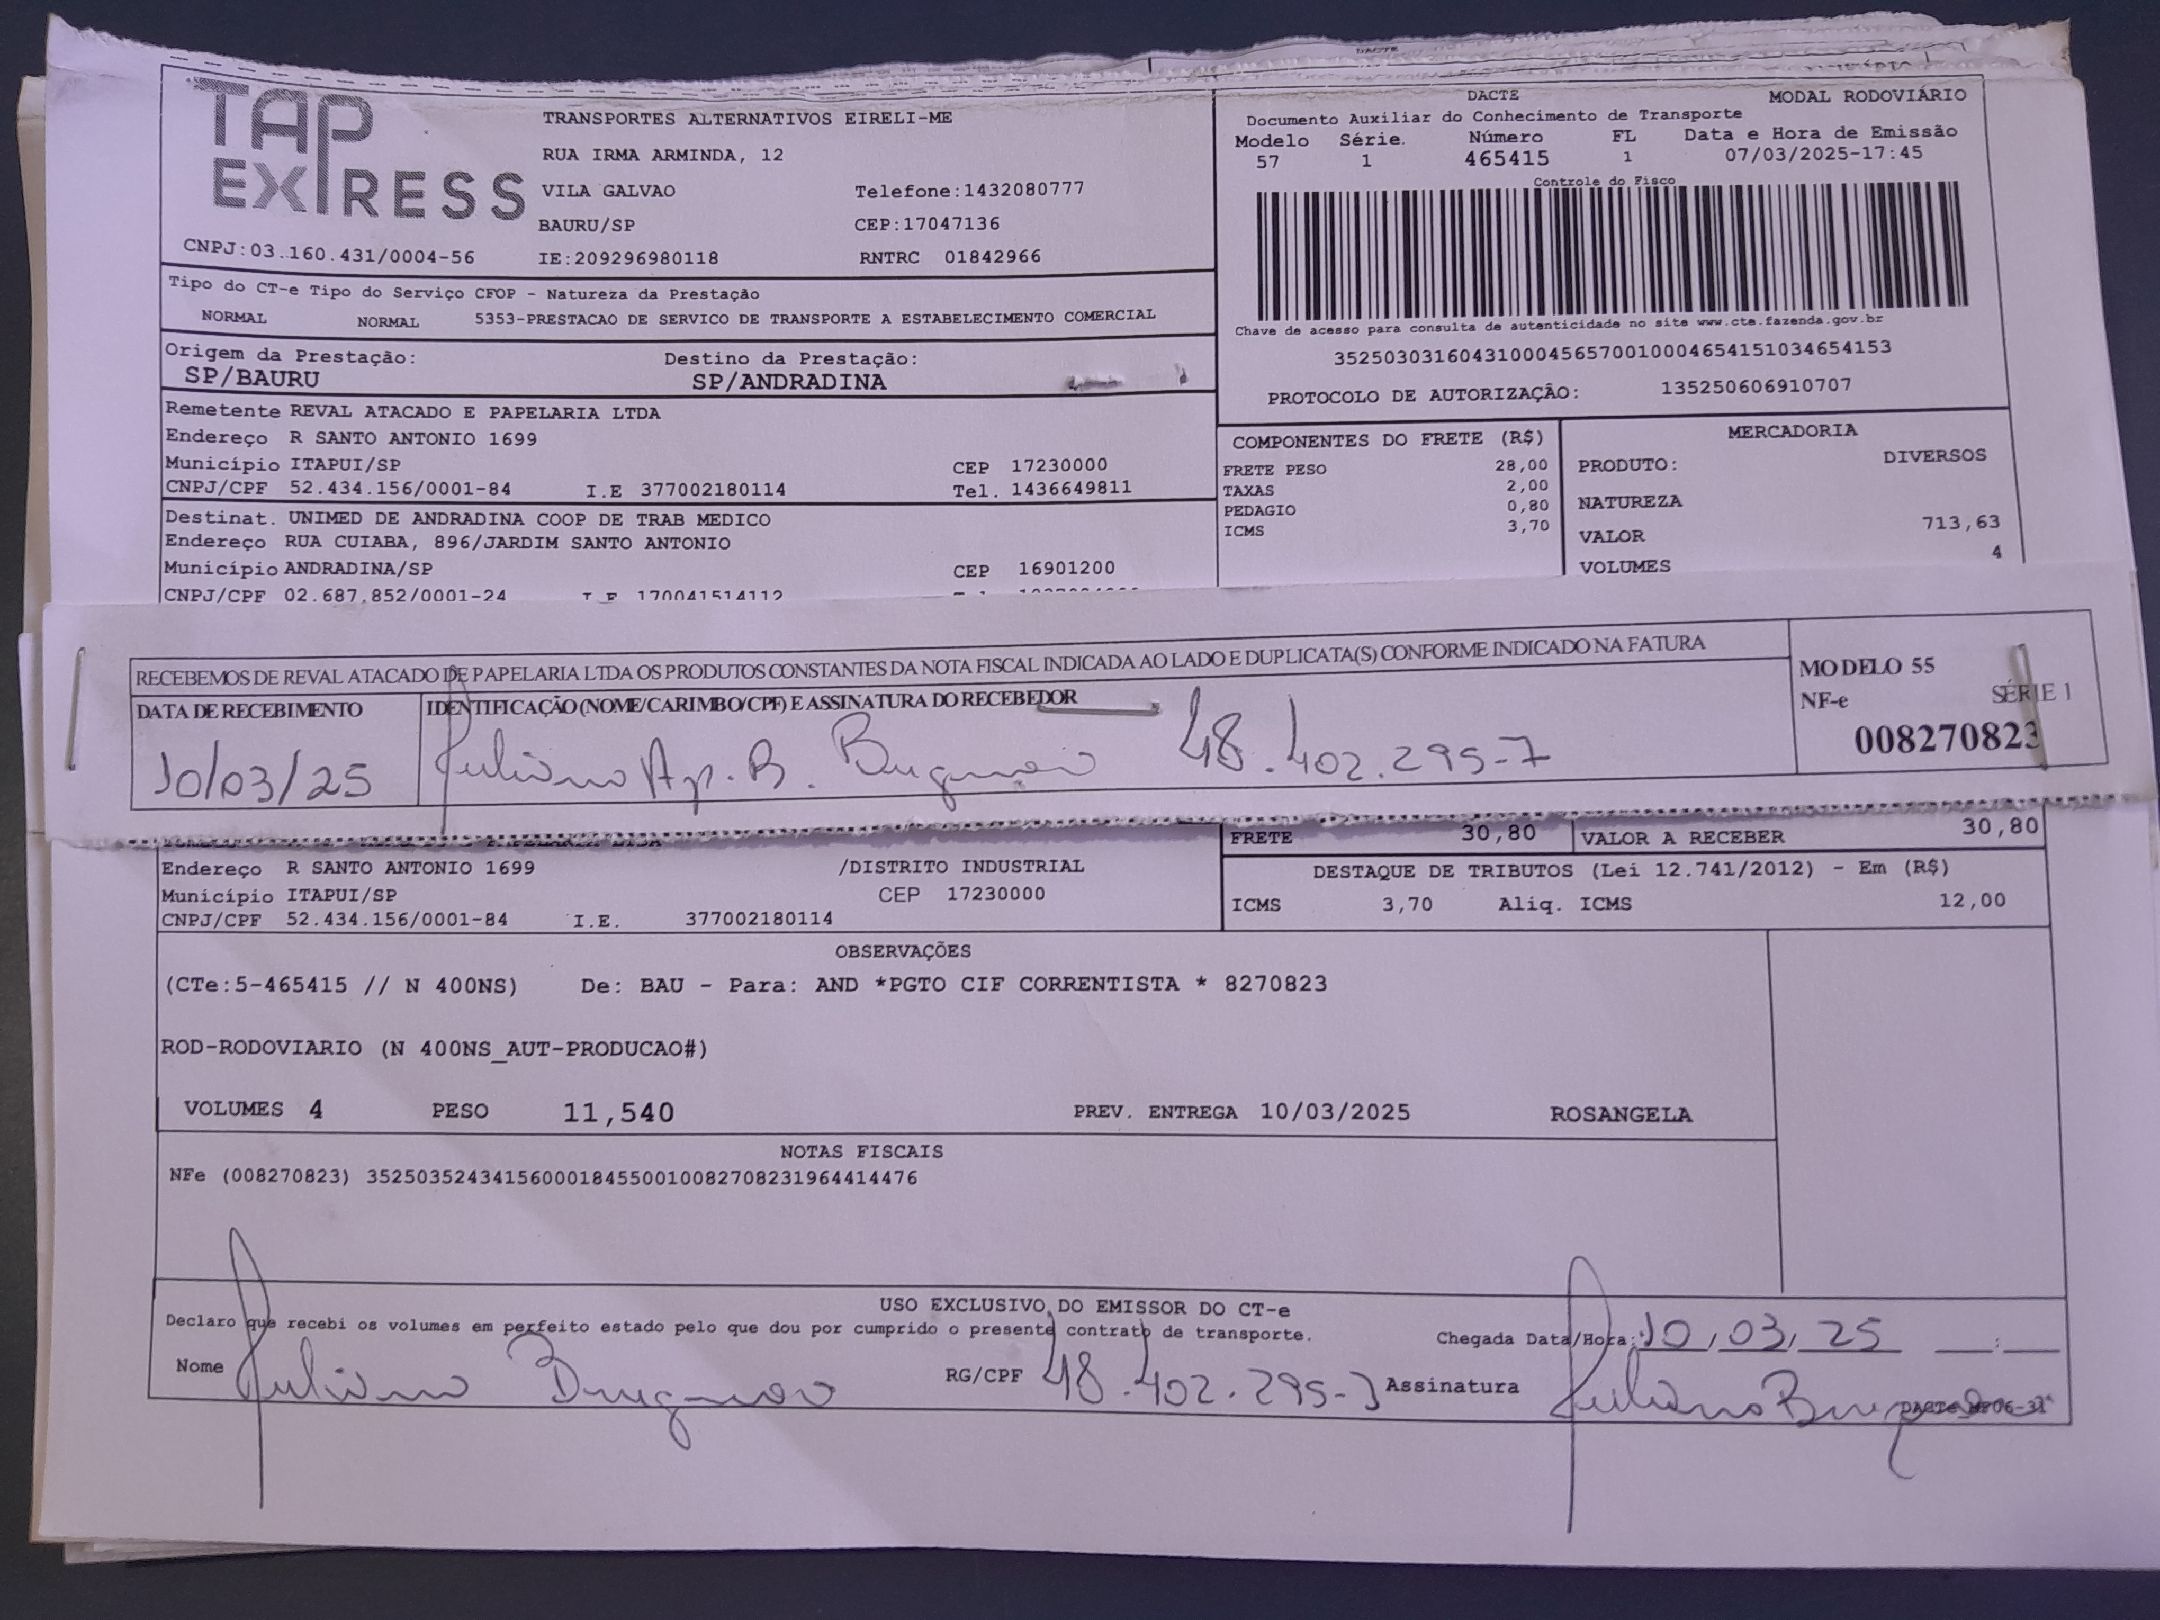 TAP EXPRESS
TRANSPORTES ALTERNATIVOS EIRELI-ME
RUA IRMA ARMINDA, 12
VILA GALVAO Telefone:1432080777
BAURU/SP CEP:17047136
CNPJ:03.160.431/0004-56 IE:209296980118 RNTRC 01842966
DACTE MODAL RODOVIÁRIO
Documento Auxiliar do Conhecimento de Transporte
Modelo Série. Número FL Data e Hora de Emissão
57 1 465415 1 07/03/2025-17:45
Controle do Fisco
Chave de acesso para consulta de autenticidade no site www.cte.fazenda.gov.br
35250303160431000456570010004654151034654153
PROTOCOLO DE AUTORIZAÇÃO: 135250606910707
Tipo do CT-e Tipo do Serviço CFOP - Natureza da Prestação
NORMAL NORMAL 5353-PRESTACAO DE SERVICO DE TRANSPORTE A ESTABELECIMENTO COMERCIAL
Origem da Prestação: Destino da Prestação:
SP/BAURU SP/ANDRADINA
Remetente REVAL ATACADO E PAPELARIA LTDA
Endereço R SANTO ANTONIO 1699
Município ITAPUI/SP CEP 17230000
CNPJ/CPF 52.434.156/0001-84 I.E 377002180114 Tel. 1436649811
Destinat. UNIMED DE ANDRADINA COOP DE TRAB MEDICO
Endereço RUA CUIABA, 896/JARDIM SANTO ANTONIO
Município ANDRADINA/SP CEP 16901200
CNPJ/CPF 02.687.852/0001-24 I.E 170041514112
COMPONENTES DO FRETE (R$)
FRETE PESO 28,00
TAXAS 2,00
PEDAGIO 0,80
ICMS 3,70
MERCADORIA
PRODUTO: DIVERSOS
NATUREZA
VALOR 713,63
VOLUMES 4
RECEBEMOS DE REVAL ATACADO DE PAPELARIA LTDA OS PRODUTOS CONSTANTES DA NOTA FISCAL INDICADA AO LADO E DUPLICATA(S) CONFORME INDICADO NA FATURA
DATA DE RECEBIMENTO IDENTIFICAÇÃO (NOME/CARIMBO/CPF) E ASSINATURA DO RECEBEDOR
10/03/25 Juliano Ap. B. Brugnao 48.402.295-7
MODELO 55
NF-e SÉRIE 1
008270823
FRETE 30,80 VALOR A RECEBER 30,80
Endereço R SANTO ANTONIO 1699 /DISTRITO INDUSTRIAL
Município ITAPUI/SP CEP 17230000
CNPJ/CPF 52.434.156/0001-84 I.E. 377002180114
DESTAQUE DE TRIBUTOS (Lei 12.741/2012) - Em (R$)
ICMS 3,70 Aliq. ICMS 12,00
OBSERVAÇÕES
(CTe:5-465415 // N 400NS) De: BAU - Para: AND *PGTO CIF CORRENTISTA * 8270823
ROD-RODOVIARIO (N 400NS_AUT-PRODUCAO#)
VOLUMES 4 PESO 11,540 PREV. ENTREGA 10/03/2025 ROSANGELA
NOTAS FISCAIS
NFe (008270823) 35250352434156000184550010082708231964414476
USO EXCLUSIVO DO EMISSOR DO CT-e
Declaro que recebi os volumes em perfeito estado pelo que dou por cumprido o presente contrato de transporte. Chegada Data/Hora: 10/03/25 __:__
Nome Juliano Brugnao RG/CPF 48.402.295-7 Assinatura Juliano Brugnao